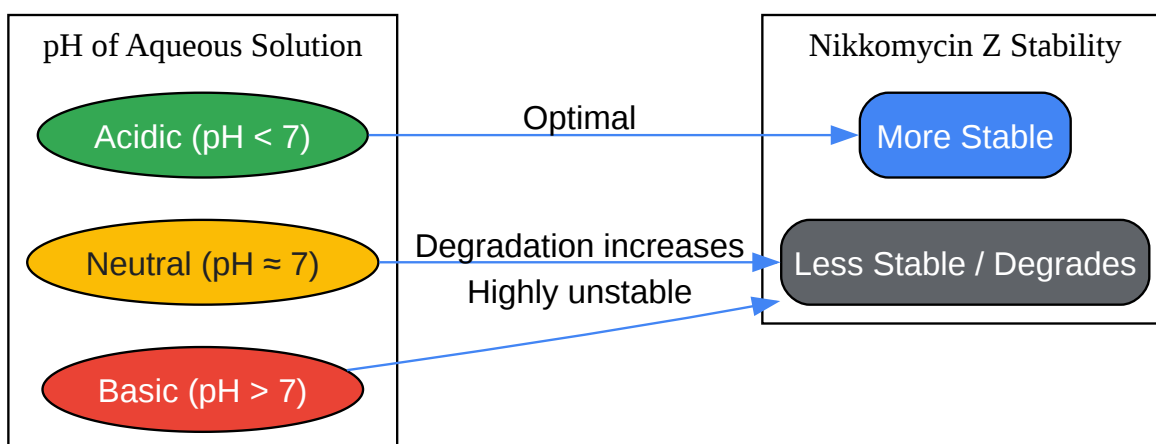 pH of Aqueous Solution
Nikkomycin Z Stability
Acidic (pH < 7)
Optimal
More Stable
Neutral (pH ≈ 7)
Degradation increases
Less Stable / Degrades
Highly unstable
Basic (pH > 7)